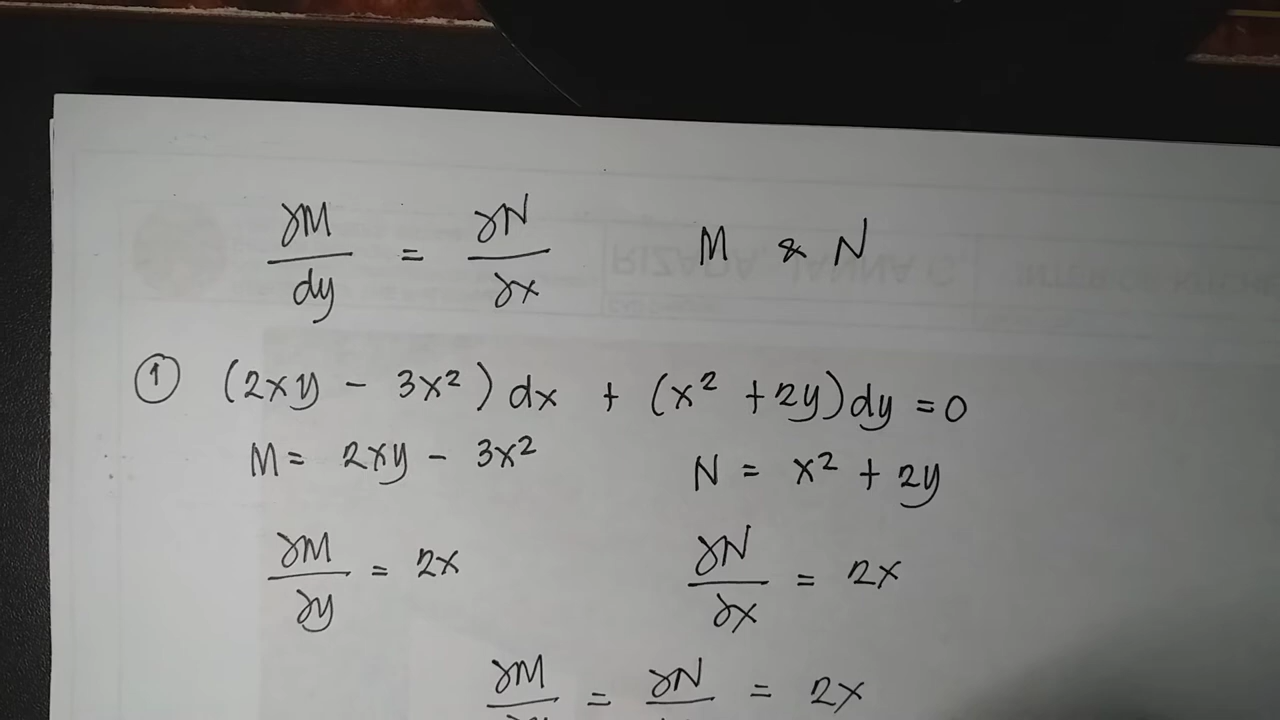 ∂M/dy = ∂N/∂x M & N
① (2xy - 3x²) dx + (x² + 2y) dy = 0
M = 2xy - 3x² N = x² + 2y
∂M/∂y = 2x ∂N/∂x = 2x
∂M = ∂N = 2x